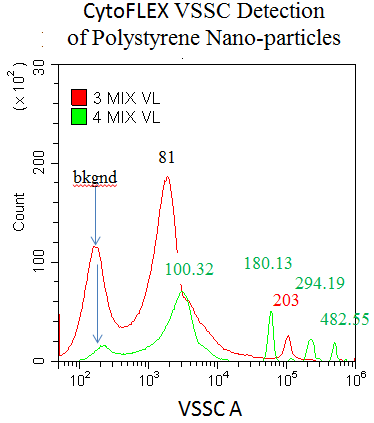 CytoFLEX VSSC Detection
of Polystyrene Nano-particles
(x10²)
30
3 MIX VL
4 MIX VL
81
200
bkgnd
Count
100.32
180.13
294.19
203
482.55
100
0
10² 10³ 10⁴ 10⁵ 10⁶
VSSC A